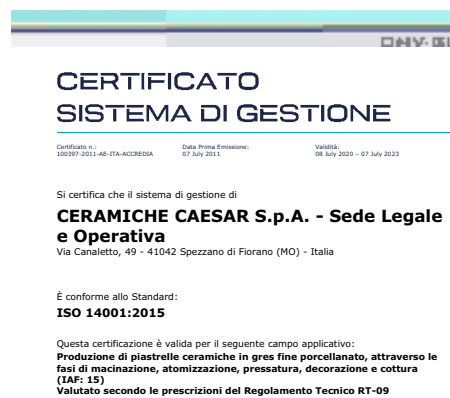 CERTIFICATO
SISTEMA DI GESTIONE
Certificato n.: Data Prima Emissione: Validità:
100397-2011-AE-ITA-ACCREDIA 07 July 2011 08 July 2020 – 07 July 2023
Si certifica che il sistema di gestione di
CERAMICHE CAESAR S.p.A. - Sede Legale
e Operativa
Via Canaletto, 49 - 41042 Spezzano di Fiorano (MO) - Italia
È conforme allo Standard:
ISO 14001:2015
Questa certificazione è valida per il seguente campo applicativo:
Produzione di piastrelle ceramiche in gres fine porcellanato, attraverso le
fasi di macinazione, atomizzazione, pressatura, decorazione e cottura
(IAF: 15)
Valutato secondo le prescrizioni del Regolamento Tecnico RT-09